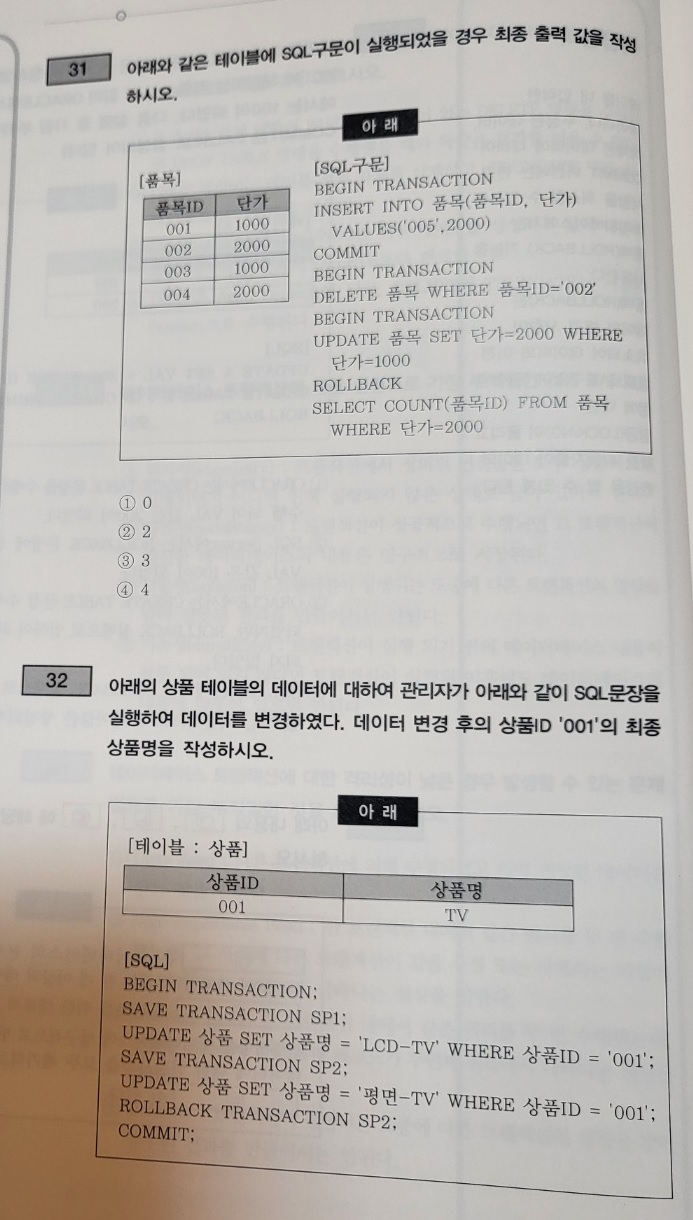 31 아래와 같은 테이블에 SQL구문이 실행되었을 경우 최종 출력 값을 작성
하시오.
아 래
[품목]
품목ID 단가
001 1000
002 2000
003 1000
004 2000
[SQL구문]
BEGIN TRANSACTION
INSERT INTO 품목(품목ID, 단가)
VALUES('005',2000)
COMMIT
BEGIN TRANSACTION
DELETE 품목 WHERE 품목ID='002'
BEGIN TRANSACTION
UPDATE 품목 SET 단가=2000 WHERE
단가=1000
ROLLBACK
SELECT COUNT(품목ID) FROM 품목
WHERE 단가=2000
① 0
② 2
③ 3
④ 4
32 아래의 상품 테이블의 데이터에 대하여 관리자가 아래와 같이 SQL문장을
실행하여 데이터를 변경하였다. 데이터 변경 후의 상품ID '001'의 최종
상품명을 작성하시오.
아 래
[테이블 : 상품]
상품ID 상품명
001 TV
[SQL]
BEGIN TRANSACTION;
SAVE TRANSACTION SP1;
UPDATE 상품 SET 상품명 = 'LCD-TV' WHERE 상품ID = '001';
SAVE TRANSACTION SP2;
UPDATE 상품 SET 상품명 = '평면-TV' WHERE 상품ID = '001';
ROLLBACK TRANSACTION SP2;
COMMIT;